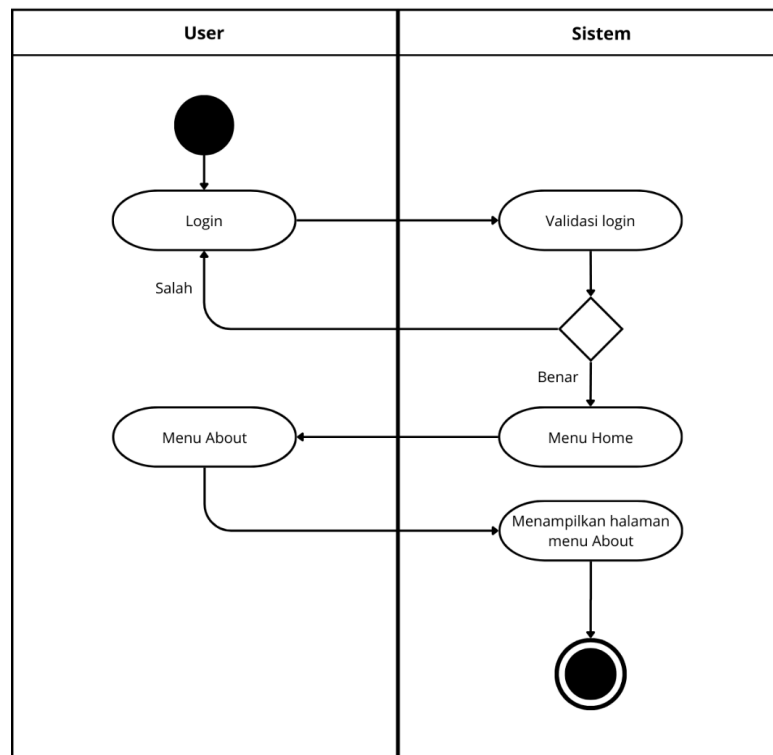 User
Sistem
Login
Validasi login
Salah
Benar
Menu About
Menu Home
Menampilkan halaman
menu About